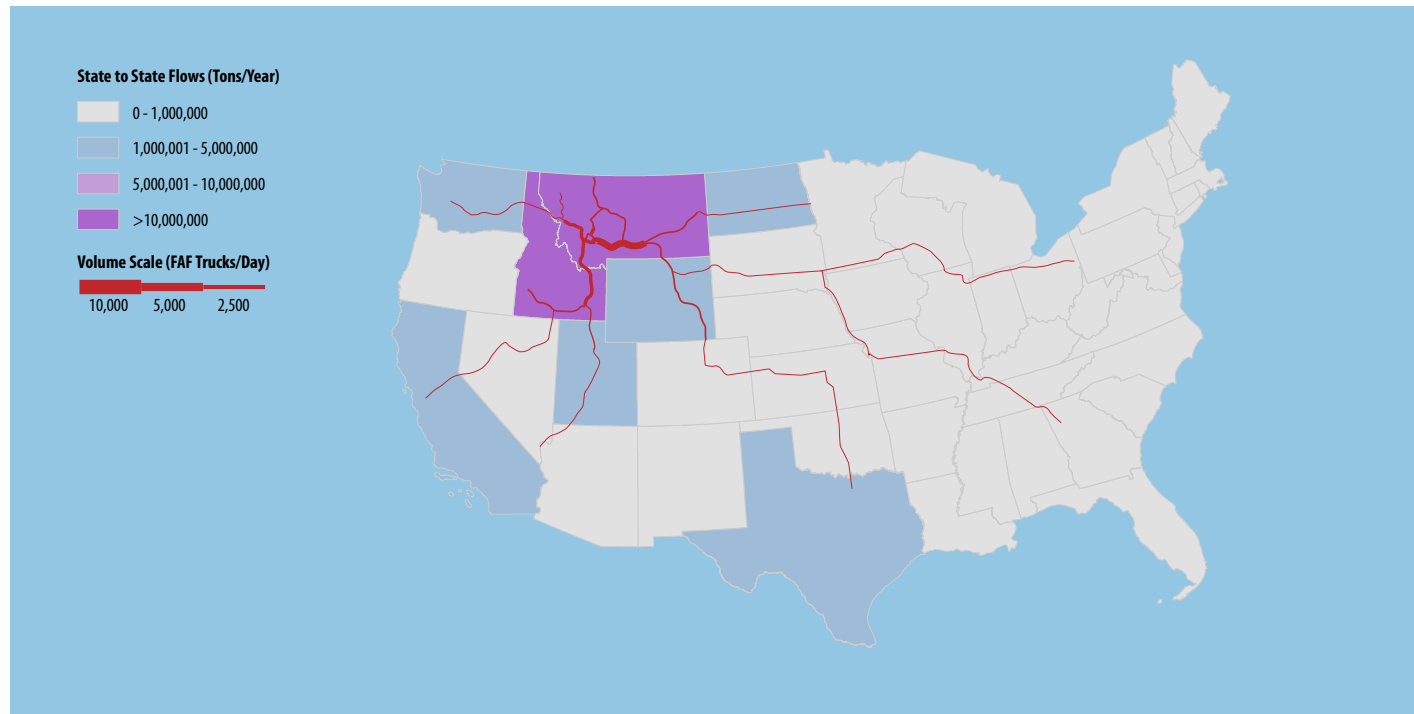 State to State Flows (Tons/Year)
0 - 1,000,000
1,000,001 - 5,000,000
5,000,001 - 10,000,000
>10,000,000
Volume Scale (FAF Trucks/Day)
10,000 5,000 2,500